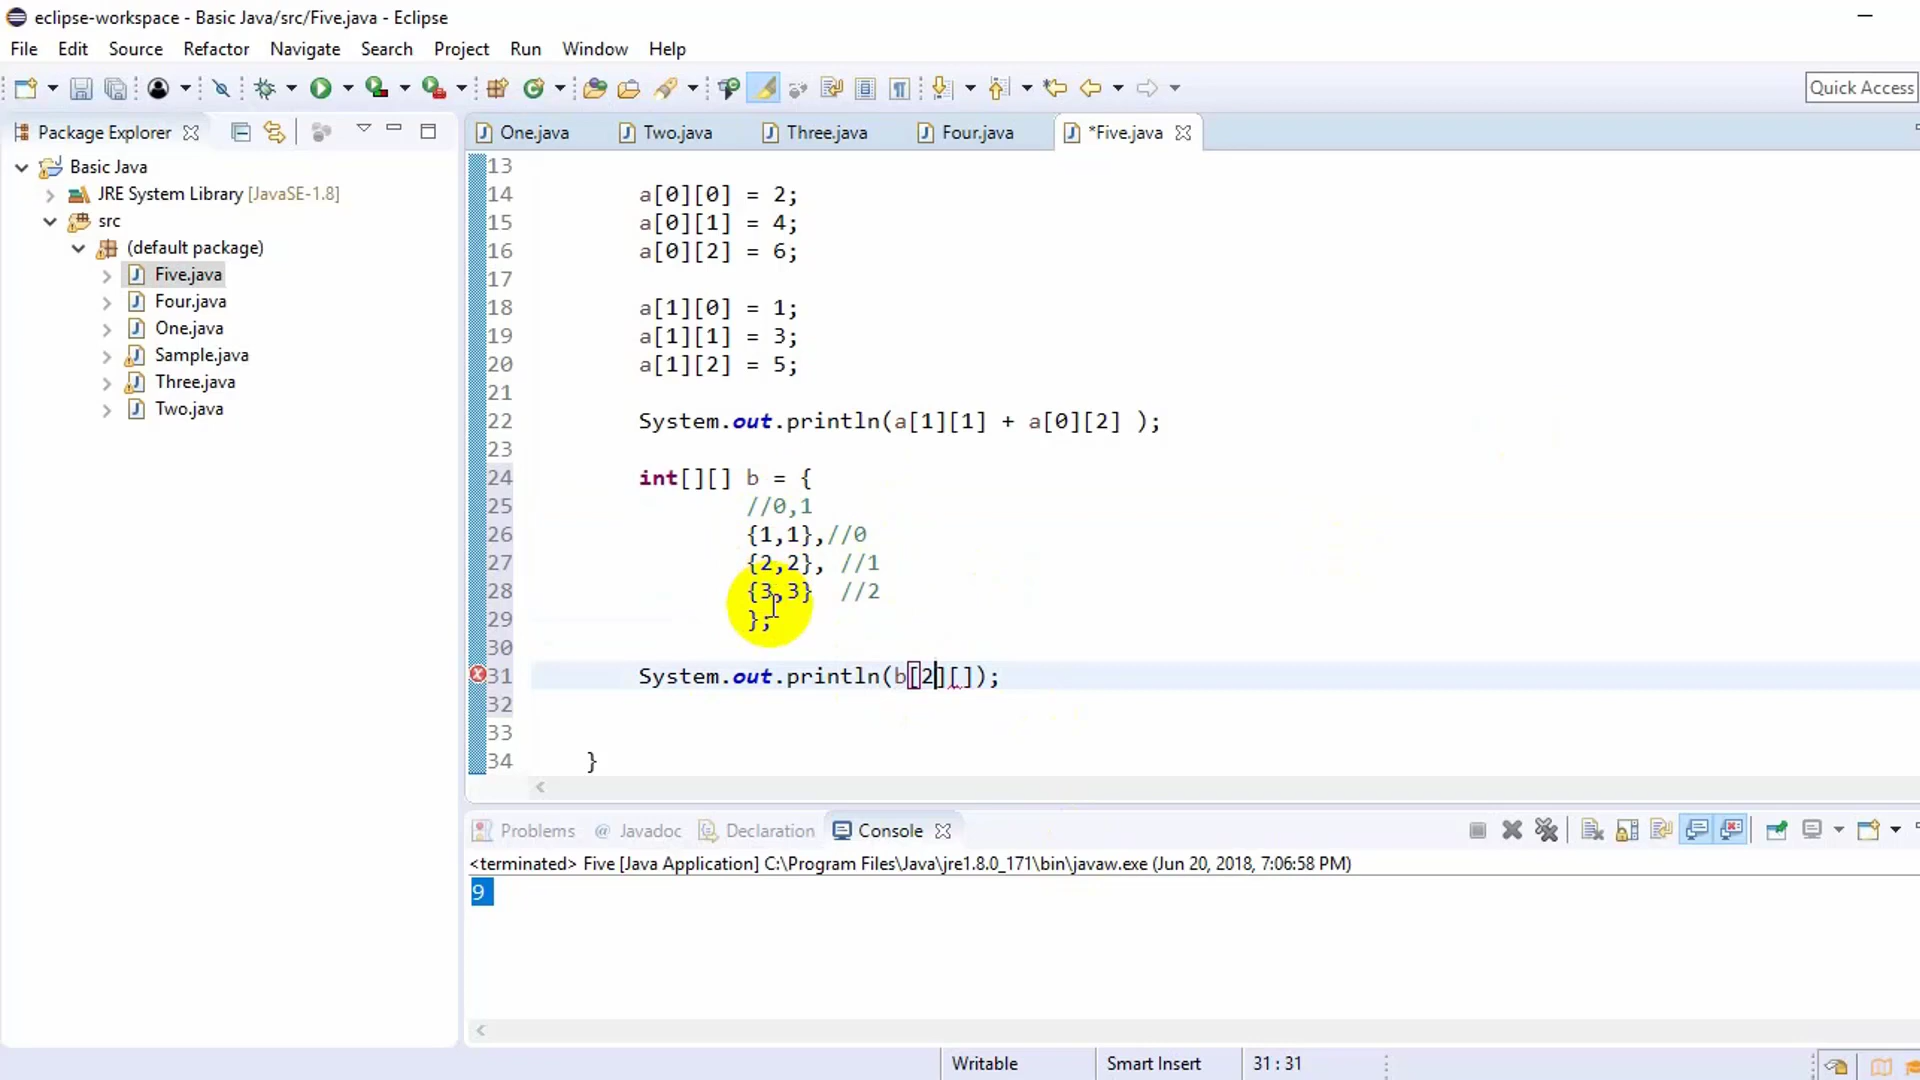 eclipse-workspace - Basic Java/src/Five.java - Eclipse
File Edit Source Refactor Navigate Search Project Run Window Help
Quick Access
Package Explorer
Basic Java
JRE System Library [JavaSE-1.8]
src
(default package)
Five.java
Four.java
One.java
Sample.java
Three.java
Two.java
One.java Two.java Three.java Four.java *Five.java
13
14 a[0][0] = 2;
15 a[0][1] = 4;
16 a[0][2] = 6;
17
18 a[1][0] = 1;
19 a[1][1] = 3;
20 a[1][2] = 5;
21
22 System.out.println(a[1][1] + a[0][2] );
23
24 int[][] b = {
25 //0,1
26 {1,1},//0
27 {2,2}, //1
28 {3,3} //2
29 };
30
31 System.out.println(b[2][]);
32
33
34 }
Problems @ Javadoc Declaration Console
<terminated> Five [Java Application] C:\Program Files\Java\jre1.8.0_171\bin\javaw.exe (Jun 20, 2018, 7:06:58 PM)
9
Writable Smart Insert 31 : 31